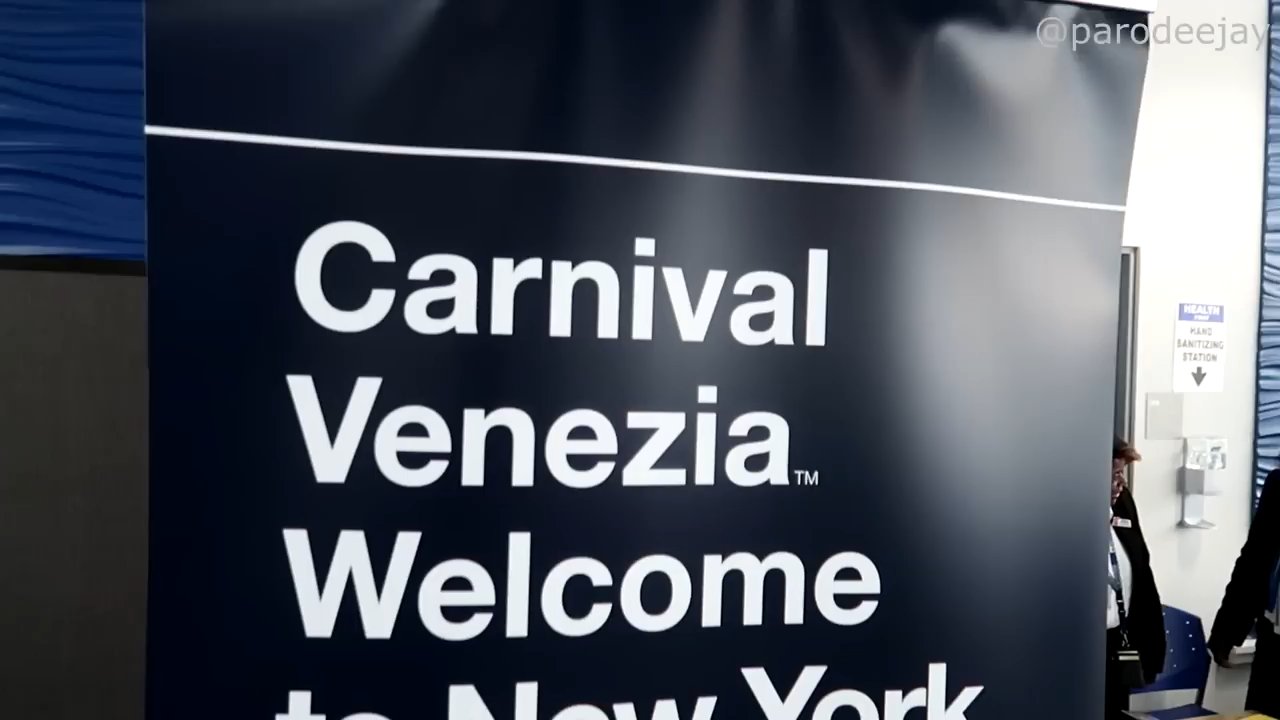 @parodeejay
Carnival
Venezia™
Welcome
to New York
HEALTH
HAND
SANITIZING
STATION